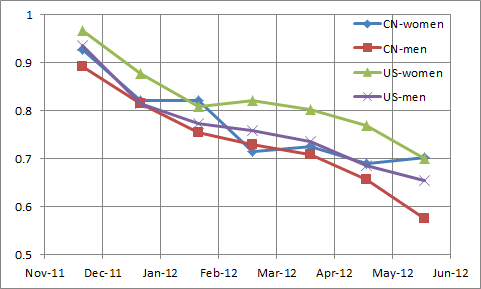 1
0.9
0.8
0.7
0.6
0.5
CN-women
CN-men
US-women
US-men
Nov-11 Dec-11 Jan-12 Feb-12 Mar-12 Apr-12 May-12 Jun-12